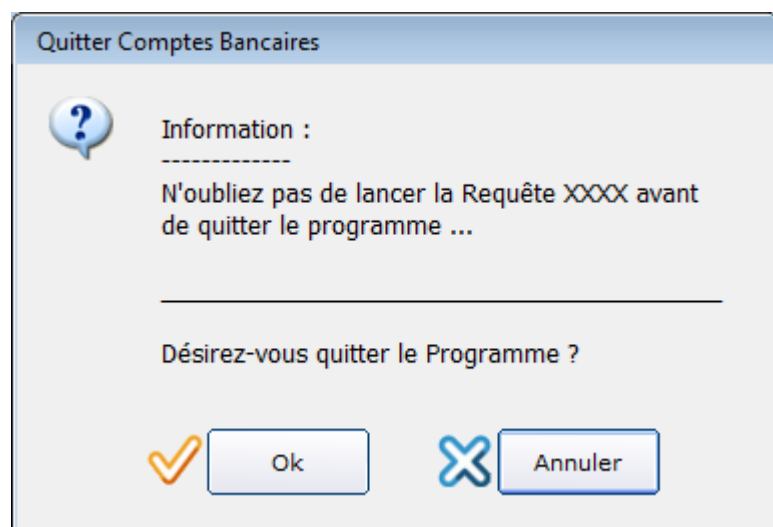 Quitter Comptes Bancaires
Information :
-------------
N'oubliez pas de lancer la Requête XXXX avant
de quitter le programme ...
Désirez-vous quitter le Programme ?
Ok
Annuler